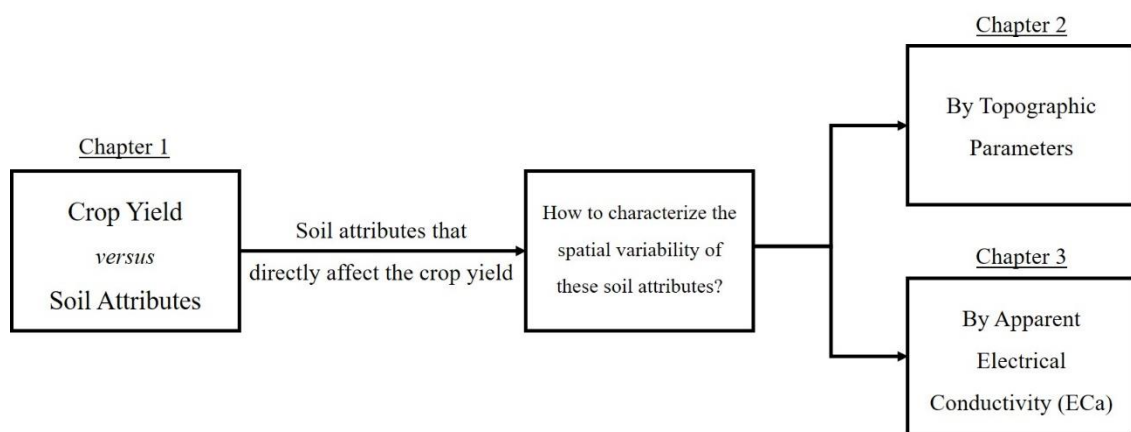 Chapter 1
Crop Yield
versus
Soil Attributes
Soil attributes that
directly affect the crop yield
How to characterize the
spatial variability of
these soil attributes?
Chapter 2
By Topographic
Parameters
Chapter 3
By Apparent
Electrical
Conductivity (ECa)